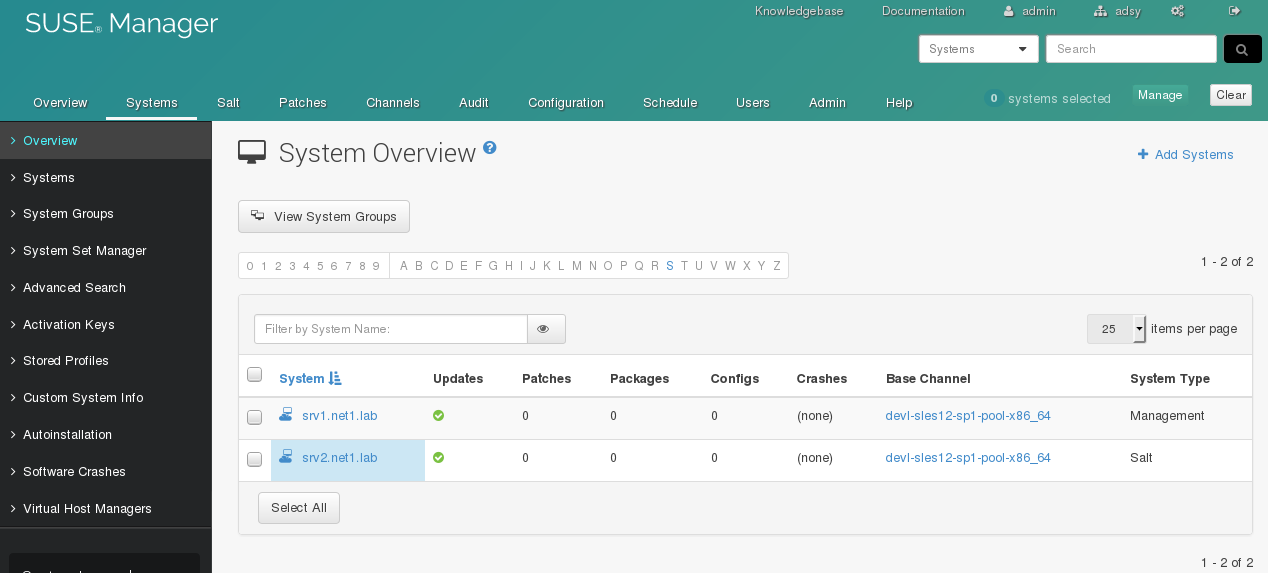 SUSE® Manager
Knowledgebase Documentation admin adsy
Systems Search
Overview Systems Salt Patches Channels Audit Configuration Schedule Users Admin Help
0 systems selected Manage Clear
Overview
Systems
System Groups
System Set Manager
Advanced Search
Activation Keys
Stored Profiles
Custom System Info
Autoinstallation
Software Crashes
Virtual Host Managers
System Overview ?
Add Systems
View System Groups
0 1 2 3 4 5 6 7 8 9 A B C D E F G H I J K L M N O P Q R S T U V W X Y Z
1 - 2 of 2
Filter by System Name:
25 items per page
System Updates Patches Packages Configs Crashes Base Channel System Type
srv1.net1.lab 0 0 0 (none) devl-sles12-sp1-pool-x86_64 Management
srv2.net1.lab 0 0 0 (none) devl-sles12-sp1-pool-x86_64 Salt
Select All
1 - 2 of 2